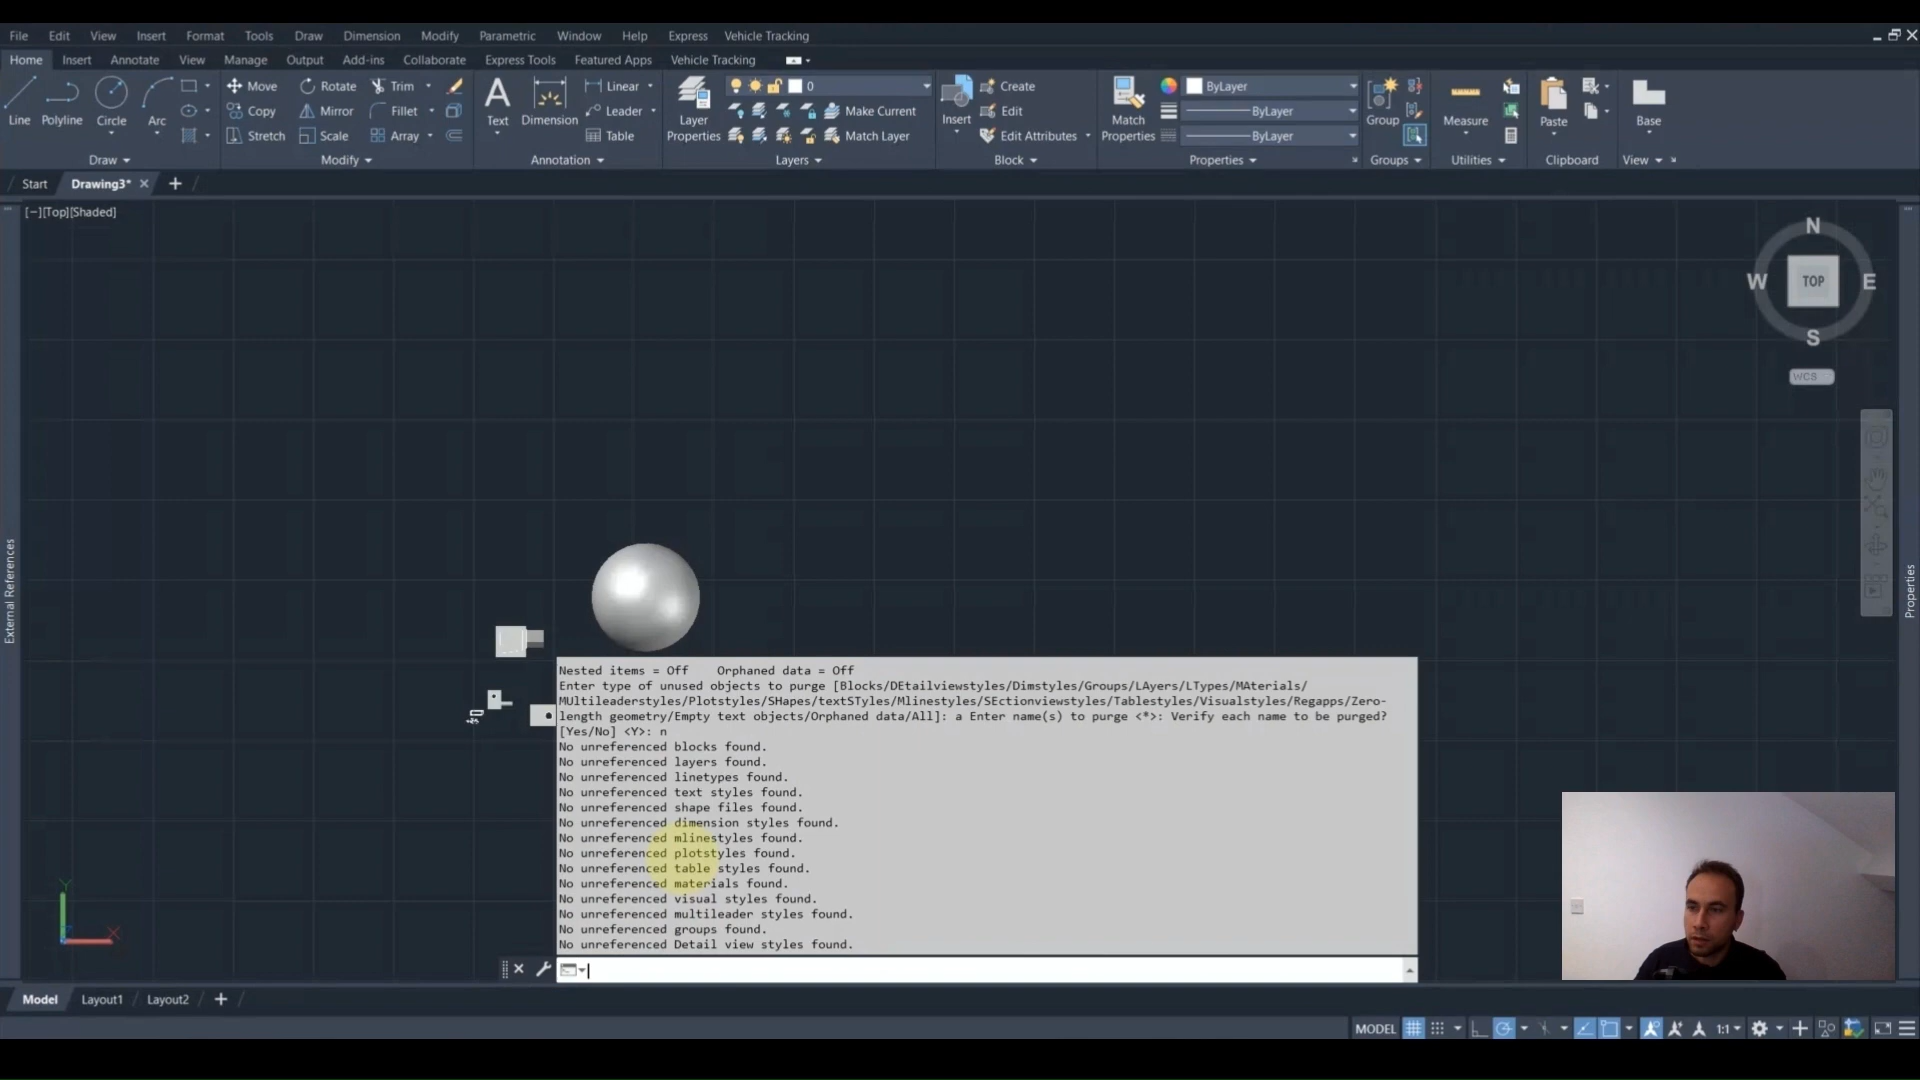 File Edit View Insert Format Tools Draw Dimension Modify Parametric Window Help Express Vehicle Tracking
Home Insert Annotate View Manage Output Add-ins Collaborate Express Tools Featured Apps Vehicle Tracking
Line
Polyline
Circle
Arc
Draw
Move
Rotate
Trim
Copy
Mirror
Fillet
Stretch
Scale
Array
Modify
Text
Dimension
Linear
Leader
Table
Annotation
Layer
Properties
0
Make Current
Match Layer
Layers
Insert
Create
Edit
Edit Attributes
Block
Match
Properties
ByLayer
ByLayer
ByLayer
Properties
Group
Groups
Measure
Utilities
Paste
Clipboard
Base
View
Start
Drawing3*
[−][Top][Shaded]
N
W
TOP
E
S
WCS
External References
Properties
Nested items = Off    Orphaned data = Off
Enter type of unused objects to purge [Blocks/DEtailviewstyles/Dimstyles/Groups/LAyers/LTypes/MAterials/
MUltileaderstyles/Plotstyles/SHapes/textSTyles/Mlinestyles/SEctionviewstyles/Tablestyles/Visualstyles/Regapps/Zero-
length geometry/Empty text objects/Orphaned data/All]: a Enter name(s) to purge <*>: Verify each name to be purged?
[Yes/No] <Y>: n
No unreferenced blocks found.
No unreferenced layers found.
No unreferenced linetypes found.
No unreferenced text styles found.
No unreferenced shape files found.
No unreferenced dimension styles found.
No unreferenced mlinestyles found.
No unreferenced plotstyles found.
No unreferenced table styles found.
No unreferenced materials found.
No unreferenced visual styles found.
No unreferenced multileader styles found.
No unreferenced groups found.
No unreferenced Detail view styles found.
Y
X
Model Layout1 Layout2
MODEL
1:1